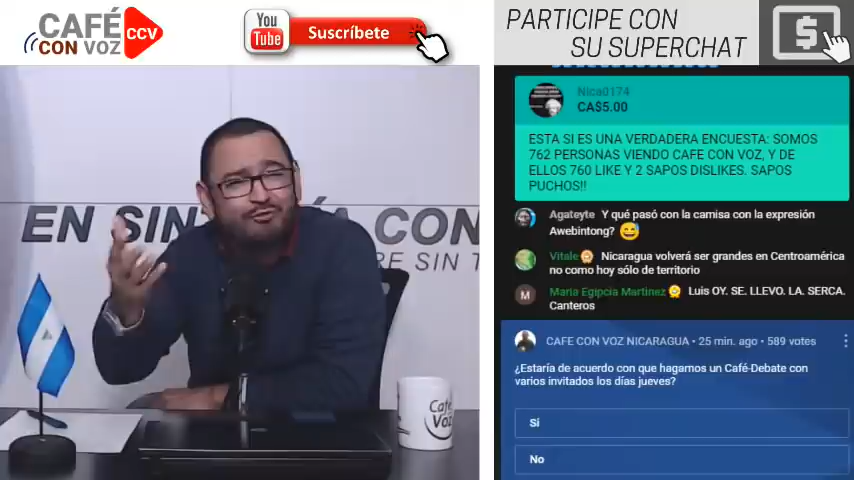 CAFÉ
CON VOZ
CCV
You
Tube
Suscríbete
PARTICIPE CON
SU SUPERCHAT
$
Nica0174
CA$5.00
ESTA SI ES UNA VERDADERA ENCUESTA: SOMOS
762 PERSONAS VIENDO CAFE CON VOZ, Y DE
ELLOS 760 LIKE Y 2 SAPOS DISLIKES. SAPOS
PUCHOS!!
Agateyte Y qué pasó con la camisa con la expresión
Awebintong?
Vitale Nicaragua volverá ser grandes en Centroamérica
no como hoy sólo de territorio
M
Maria Egipcia Martinez Luis OY. SE. LLEVO. LA. SERCA.
Canteros
CAFE CON VOZ NICARAGUA • 25 min. ago • 589 votes
¿Estaría de acuerdo con que hagamos un Café-Debate con
varios invitados los días jueves?
Si
No
EN CON
SIN
Café
Voz